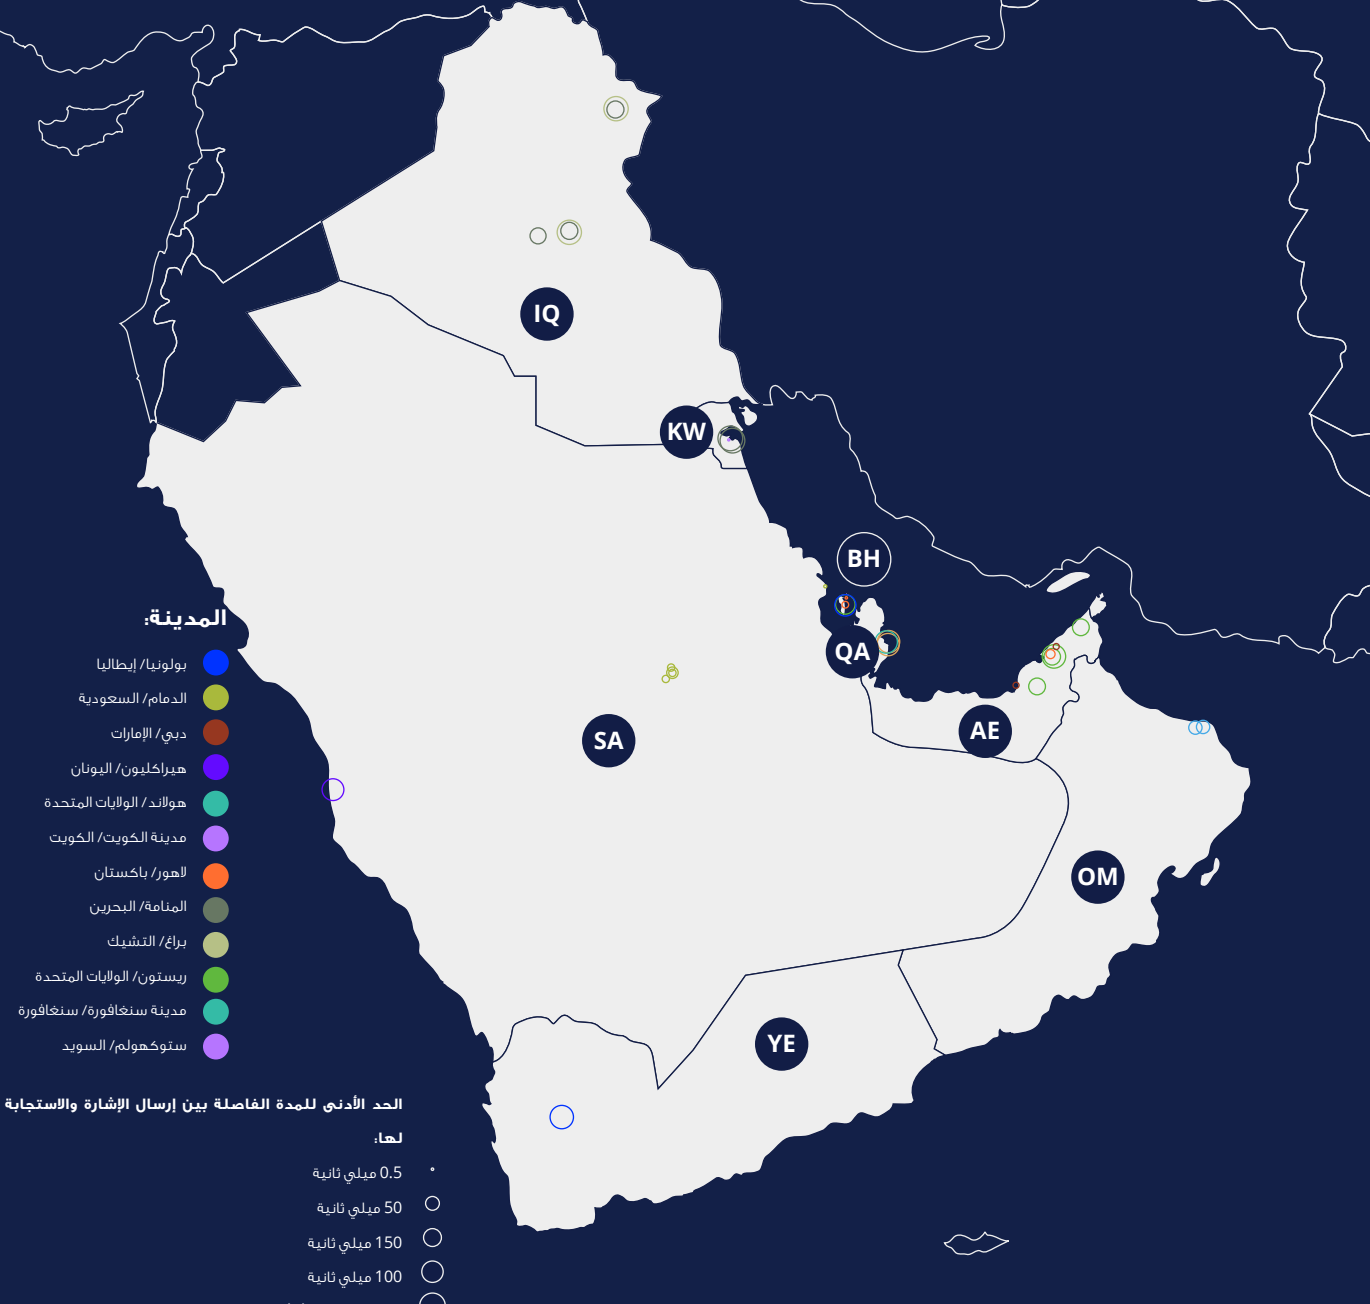 IQ
KW
BH
QA
SA
AE
OM
YE
المدينة:
بولونيا/ إيطاليا
الدمام/ السعودية
دبي/ الإمارات
هيراكليون/ اليونان
هولاند/ الولايات المتحدة
مدينة الكويت/ الكويت
لاهور/ باكستان
المنامة/ البحرين
براغ/ التشيك
ريستون/ الولايات المتحدة
مدينة سنغافورة/ سنغافورة
ستوكهولم/ السويد
الحد الأدنى للمدة الفاصلة بين إرسال الإشارة والاستجابة
لها:
0.5 ميلي ثانية
50 ميلي ثانية
150 ميلي ثانية
100 ميلي ثانية